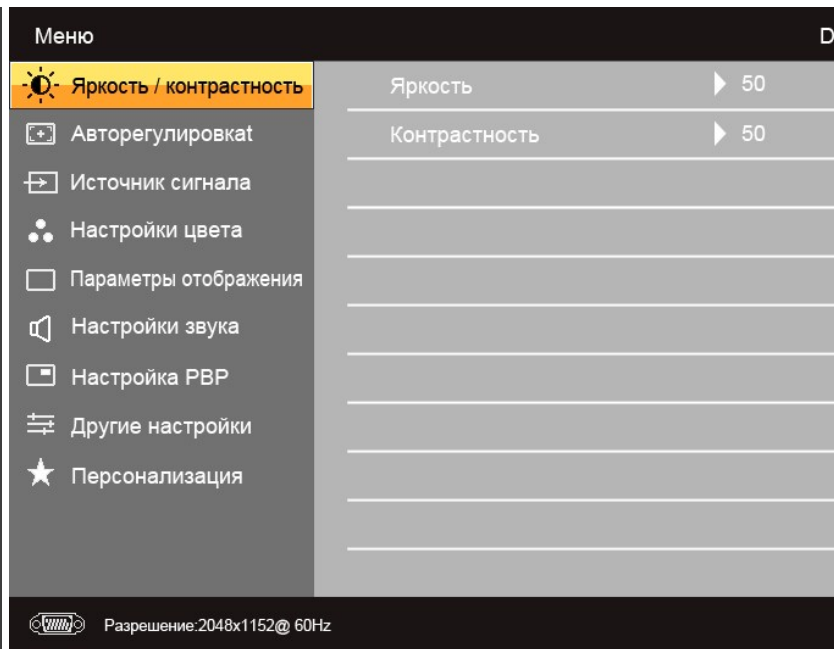 Меню D
Яркость / контрастность
Авторегулировкаt
Источник сигнала
Настройки цвета
Параметры отображения
Настройки звука
Настройка PBP
Другие настройки
Персонализация
Яркость 50
Контрастность 50
Разрешение:2048x1152@ 60Hz